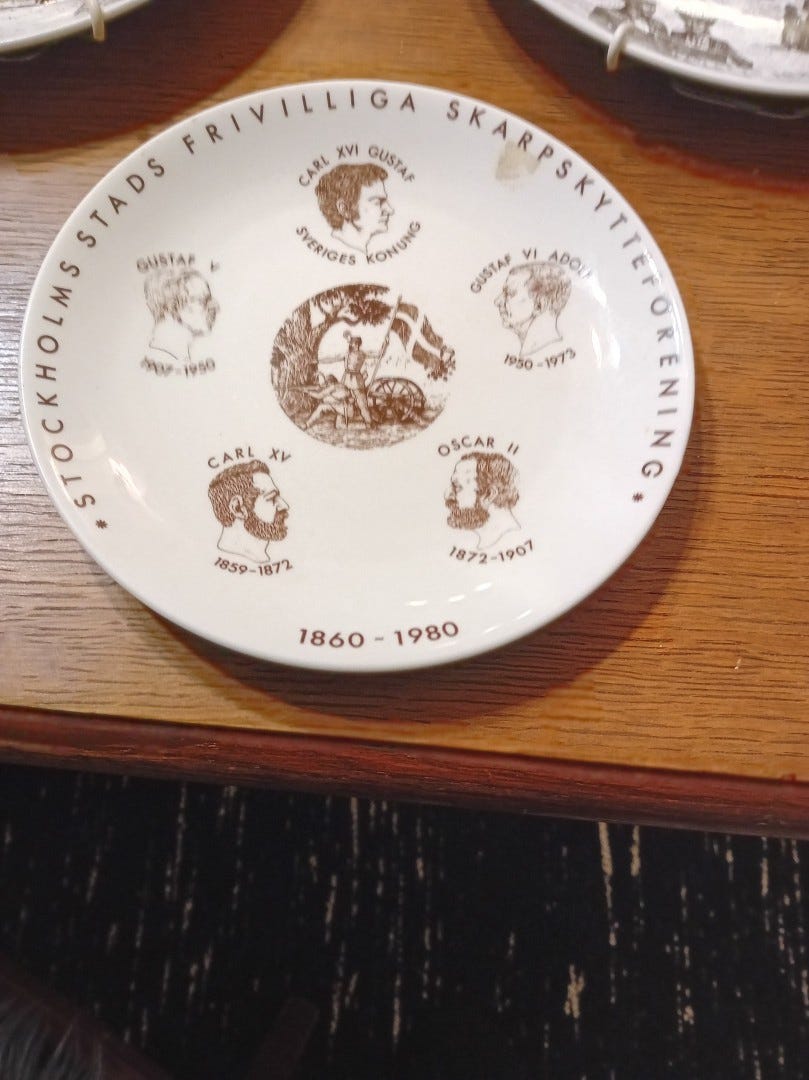 * STOCKHOLMS STADS FRIVILLIGA SKARPSKYTTEFÖRENING *
CARL XVI GUSTAF
SVERIGES KONUNG
GUSTAF V
1907-1950
GUSTAF VI ADOLF
1950-1973
CARL XV
1859-1872
OSCAR II
1872-1907
1860 - 1980